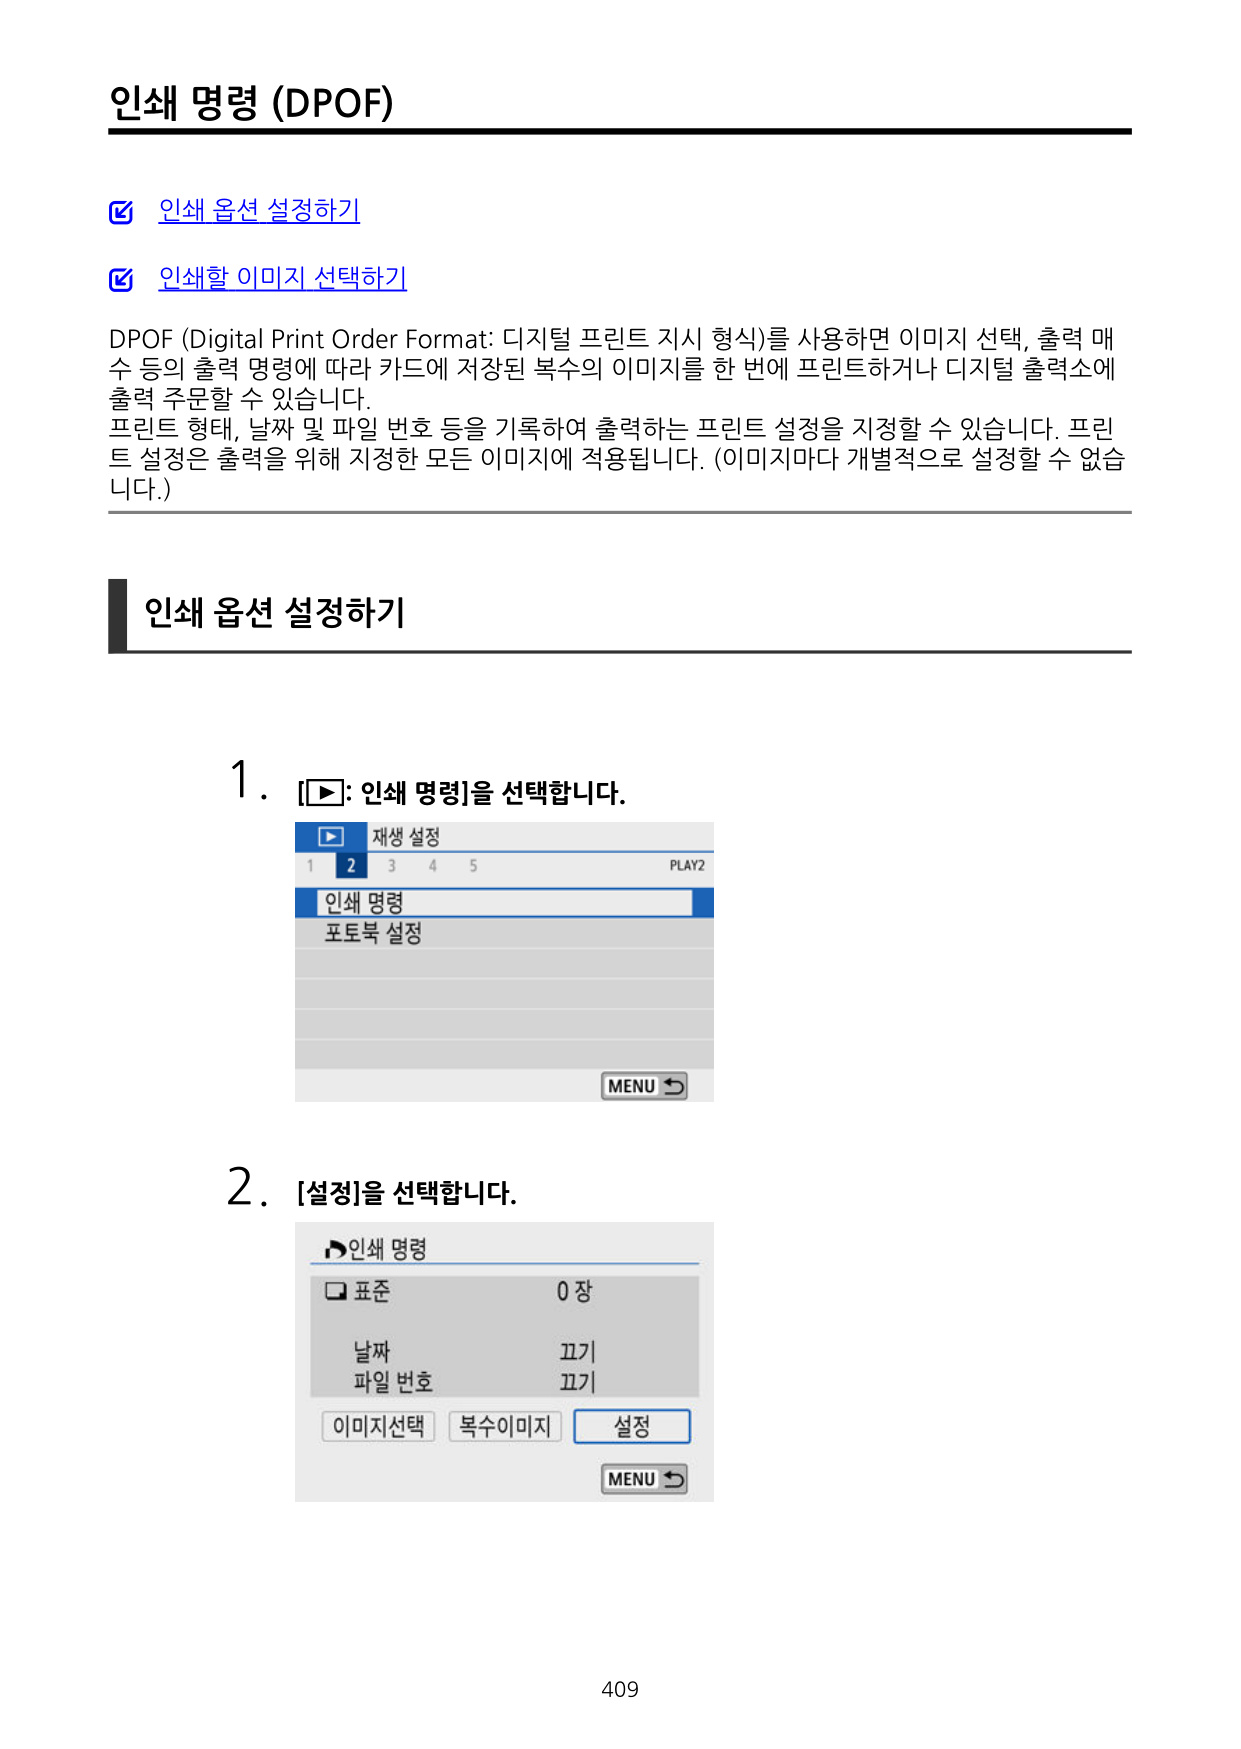 인쇄 명령 (DPOF)
인쇄 옵션 설정하기
인쇄할 이미지 선택하기
DPOF (Digital Print Order Format: 디지털 프린트 지시 형식)를 사용하면 이미지 선택, 출력 매
수 등의 출력 명령에 따라 카드에 저장된 복수의 이미지를 한 번에 프린트하거나 디지털 출력소에
출력 주문할 수 있습니다.
프린트 형태, 날짜 및 파일 번호 등을 기록하여 출력하는 프린트 설정을 지정할 수 있습니다. 프린
트 설정은 출력을 위해 지정한 모든 이미지에 적용됩니다. (이미지마다 개별적으로 설정할 수 없습
니다.)
인쇄 옵션 설정하기
1. [▶: 인쇄 명령]을 선택합니다.
재생 설정
1 2 3 4 5 PLAY2
인쇄 명령
포토북 설정
MENU
2. [설정]을 선택합니다.
인쇄 명령
표준 0 장
날짜 끄기
파일 번호 끄기
이미지선택 복수이미지 설정
MENU
409